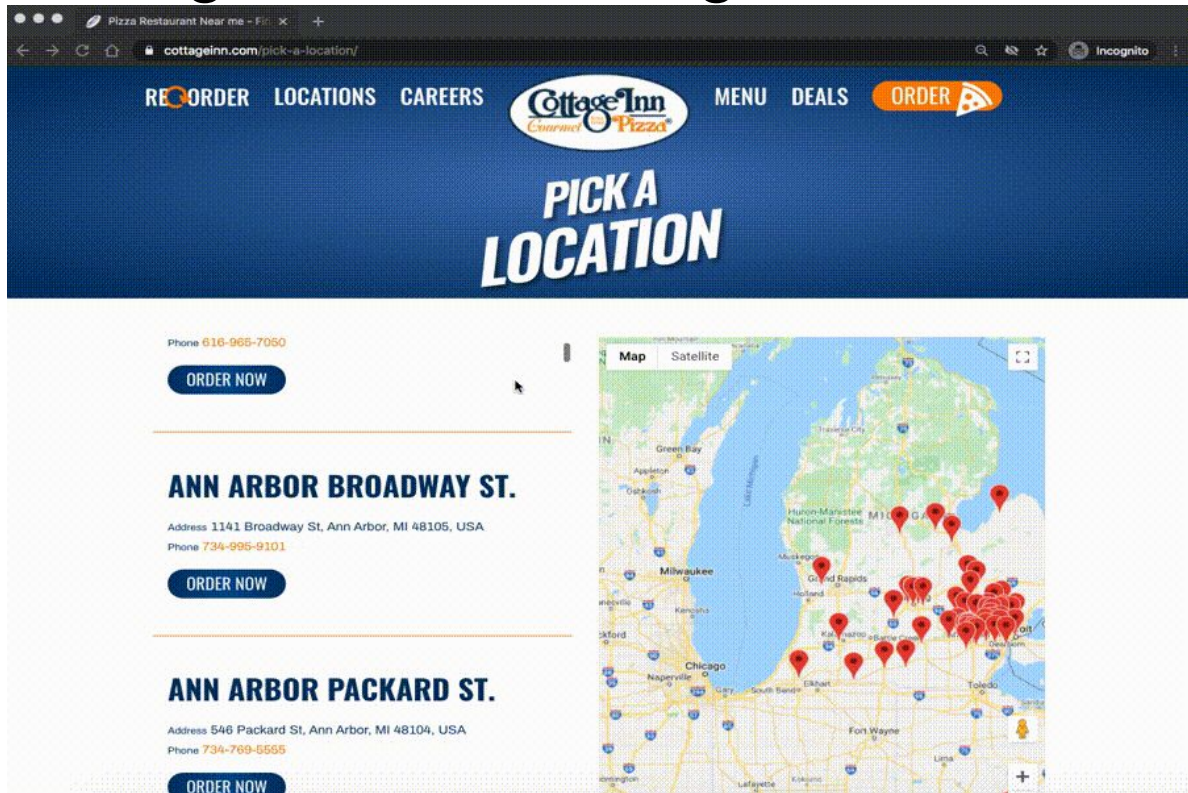 Pizza Restaurant Near me - Fin
cottageinn.com/pick-a-location/
Incognito
REORDER LOCATIONS CAREERS
Cottage Inn
Gourmet Pizza
MENU DEALS ORDER
PICK A
LOCATION
Phone 616-965-7050
ORDER NOW
ANN ARBOR BROADWAY ST.
Address 1141 Broadway St, Ann Arbor, MI 48105, USA
Phone 734-995-9101
ORDER NOW
ANN ARBOR PACKARD ST.
Address 546 Packard St, Ann Arbor, MI 48104, USA
Phone 734-769-5555
ORDER NOW
Map Satellite
Traverse City
Green Bay
Appleton
Oshkosh
Lake Michigan
Huron-Manistee
National Forests
Muskegon
Milwaukee
Grand Rapids
Holland
Kenosha
Kalamazoo
Battle Creek
Dearborn
Chicago
Naperville
Gary
South Bend
Elkhart
Toledo
Fort Wayne
Lima
Lafayette
Kokomo